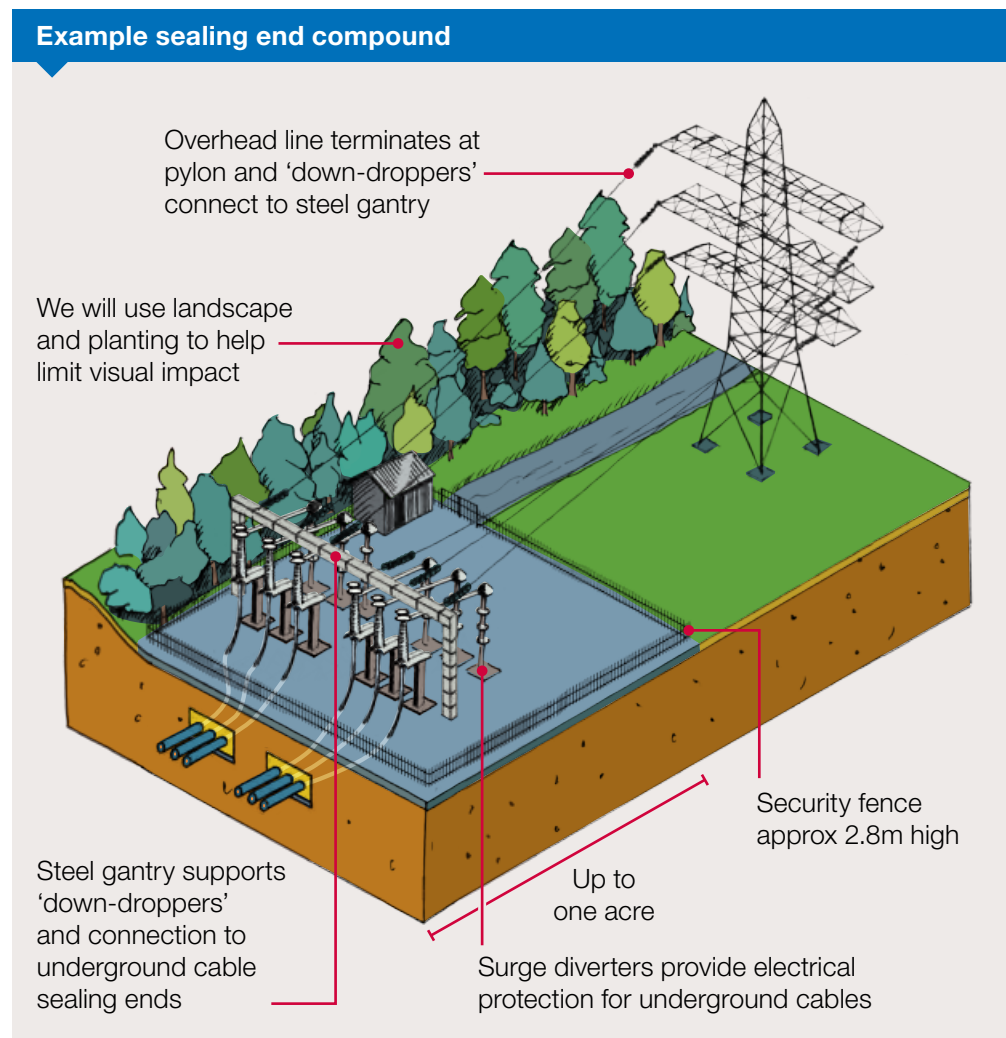 Example sealing end compound
Overhead line terminates at
pylon and ‘down-droppers’
connect to steel gantry
We will use landscape
and planting to help
limit visual impact
Security fence
approx 2.8m high
Up to
one acre
Steel gantry supports
‘down-droppers’
and connection to
underground cable
sealing ends
Surge diverters provide electrical
protection for underground cables